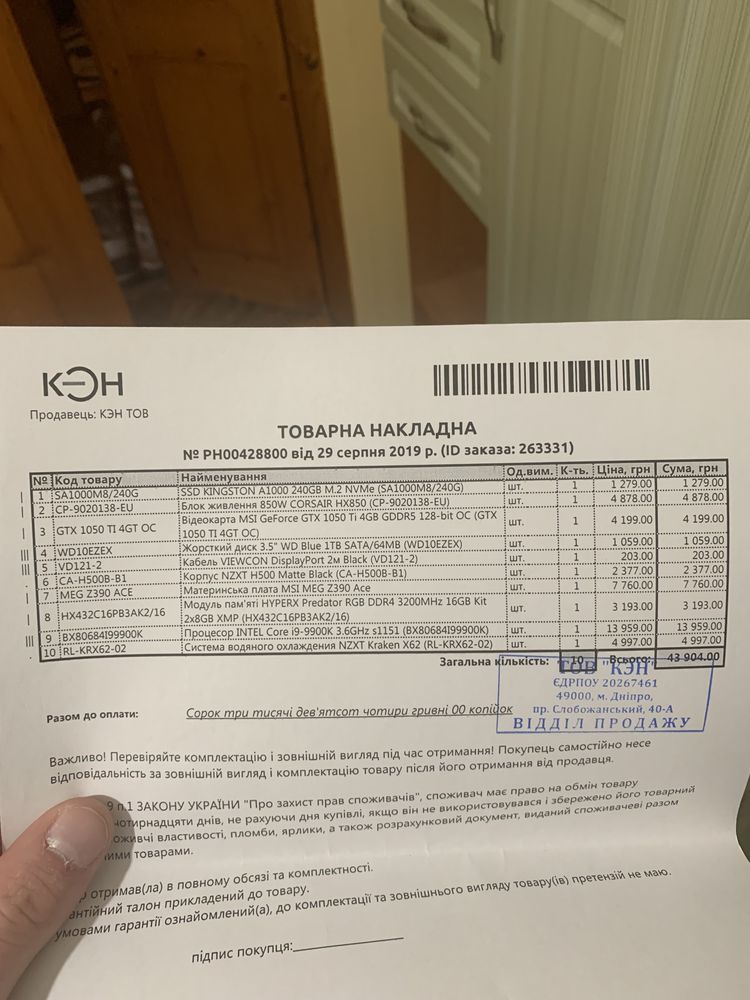 КЭН
Продавець: КЭН ТОВ
ТОВАРНА НАКЛАДНА
№ РН00428800 від 29 серпня 2019 р. (ID заказа: 263331)
№ Код товару Найменування Од.вим. К-ть. Ціна, грн Сума, грн
1 SA1000M8/240G SSD KINGSTON A1000 240GB M.2 NVMe (SA1000M8/240G) шт. 1 1 279.00 1 279.00
2 CP-9020138-EU Блок живлення 850W CORSAIR HX850 (CP-9020138-EU) шт. 1 4 878.00 4 878.00
3 GTX 1050 TI 4GT OC Відеокарта MSI GeForce GTX 1050 Ti 4GB GDDR5 128-bit OC (GTX шт. 1 4 199.00 4 199.00
1050 TI 4GT OC)
4 WD10EZEX Жорсткий диск 3.5" WD Blue 1TB SATA/64MB (WD10EZEX) шт. 1 1 059.00 1 059.00
5 VD121-2 Кабель VIEWCON DisplayPort 2м Black (VD121-2) шт. 1 203.00 203.00
6 CA-H500B-B1 Корпус NZXT H500 Matte Black (CA-H500B-B1) шт. 1 2 377.00 2 377.00
7 MEG Z390 ACE Материнська плата MSI MEG Z390 Ace шт. 1 7 760.00 7 760.00
8 HX432C16PB3AK2/16 Модуль пам'яті HYPERX Predator RGB DDR4 3200MHz 16GB Kit шт. 1 3 193.00 3 193.00
2x8GB XMP (HX432C16PB3AK2/16)
9 BX80684I99900K Процесор INTEL Core i9-9900K 3.6GHz s1151 (BX80684I99900K) шт. 1 13 959.00 13 959.00
10 RL-KRX62-02 Система водяного охлаждения NZXT Kraken X62 (RL-KRX62-02) шт. 1 4 997.00 4 997.00
Загальна кількість: 10 Всього: 43 904.00
ТОВ "КЭН"
ЄДРПОУ 20267461
49000, м. Дніпро,
пр. Слобожанський, 40-А
ВІДДІЛ ПРОДАЖУ
Разом до оплати: Сорок три тисячі дев'ятсот чотири гривні 00 копійок
Важливо! Перевіряйте комплектацію і зовнішній вигляд під час отримання! Покупець самостійно несе
відповідальність за зовнішній вигляд і комплектацію товару після його отримання від продавця.
9 п.1 ЗАКОНУ УКРАЇНИ "Про захист прав споживачів", споживач має право на обмін товару
чотирнадцяти днів, не рахуючи дня купівлі, якщо він не використовувався і збережено його товарний
властивості, пломби, ярлики, а також розрахунковий документ, виданий споживачеві разом
товарами.
отримав(ла) в повному обсязі та комплектності.
талон прикладений до товару.
умовами гарантії ознайомлений(а), до комплектації та зовнішнього вигляду товару(ів) претензій не маю.
підпис покупця: